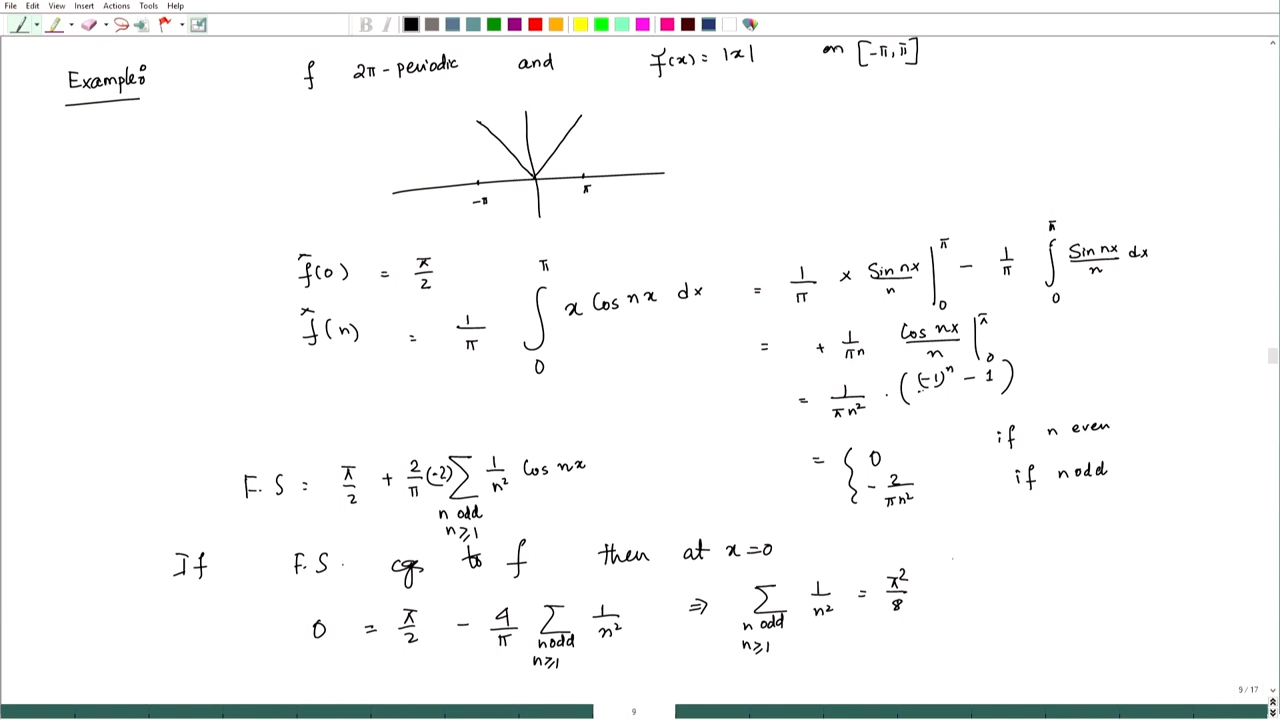 File Edit View Insert Actions Tools Help
B I
Example: f 2π-periodic and f(x) = |x| on [-π, π]
-π π
f̂(0) = π/2
f̂(n) = 1/π ∫₀^π x Cos nx dx = 1/π x Sin nx/n |₀^π - 1/π ∫₀^π Sin nx/n dx
= + 1/πn Cos nx/n |₀^π
= 1/πn² · ((-1)ⁿ - 1)
= { 0 if n even
- 2/πn² if n odd
F.S = π/2 + 2/π (-2) ∑ 1/n² Cos nx
n odd
n≥1
If F.S. cgs to f then at x=0
0 = π/2 - 4/π ∑ 1/n² ⇒ ∑ 1/n² = π²/8
n odd n odd
n≥1 n≥1
9 / 17
9